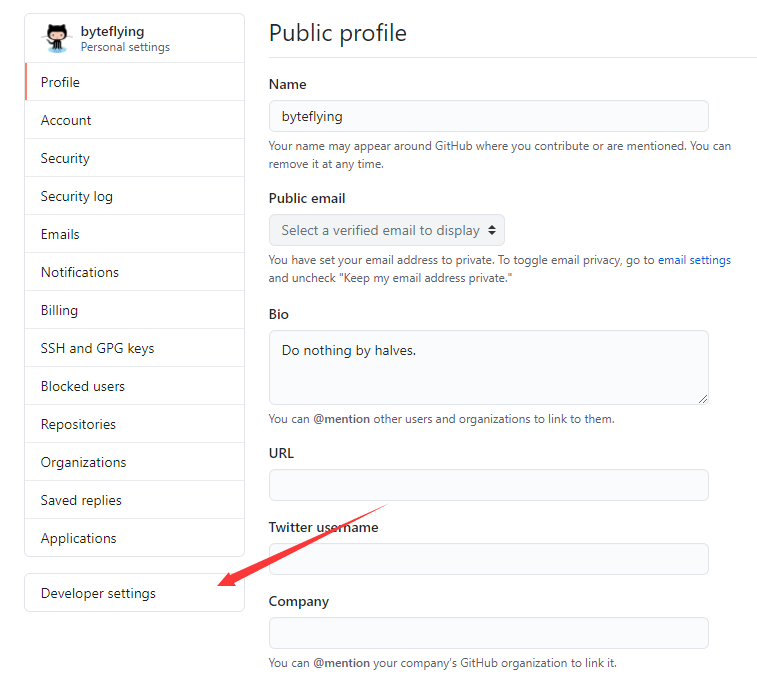 byteflying
Personal settings
Profile
Account
Security
Security log
Emails
Notifications
Billing
SSH and GPG keys
Blocked users
Repositories
Organizations
Saved replies
Applications
Developer settings
Public profile
Name
byteflying
Your name may appear around GitHub where you contribute or are mentioned. You can
remove it at any time.
Public email
Select a verified email to display
You have set your email address to private. To toggle email privacy, go to email settings
and uncheck "Keep my email address private."
Bio
Do nothing by halves.
You can @mention other users and organizations to link to them.
URL
Twitter username
Company
You can @mention your company's GitHub organization to link it.